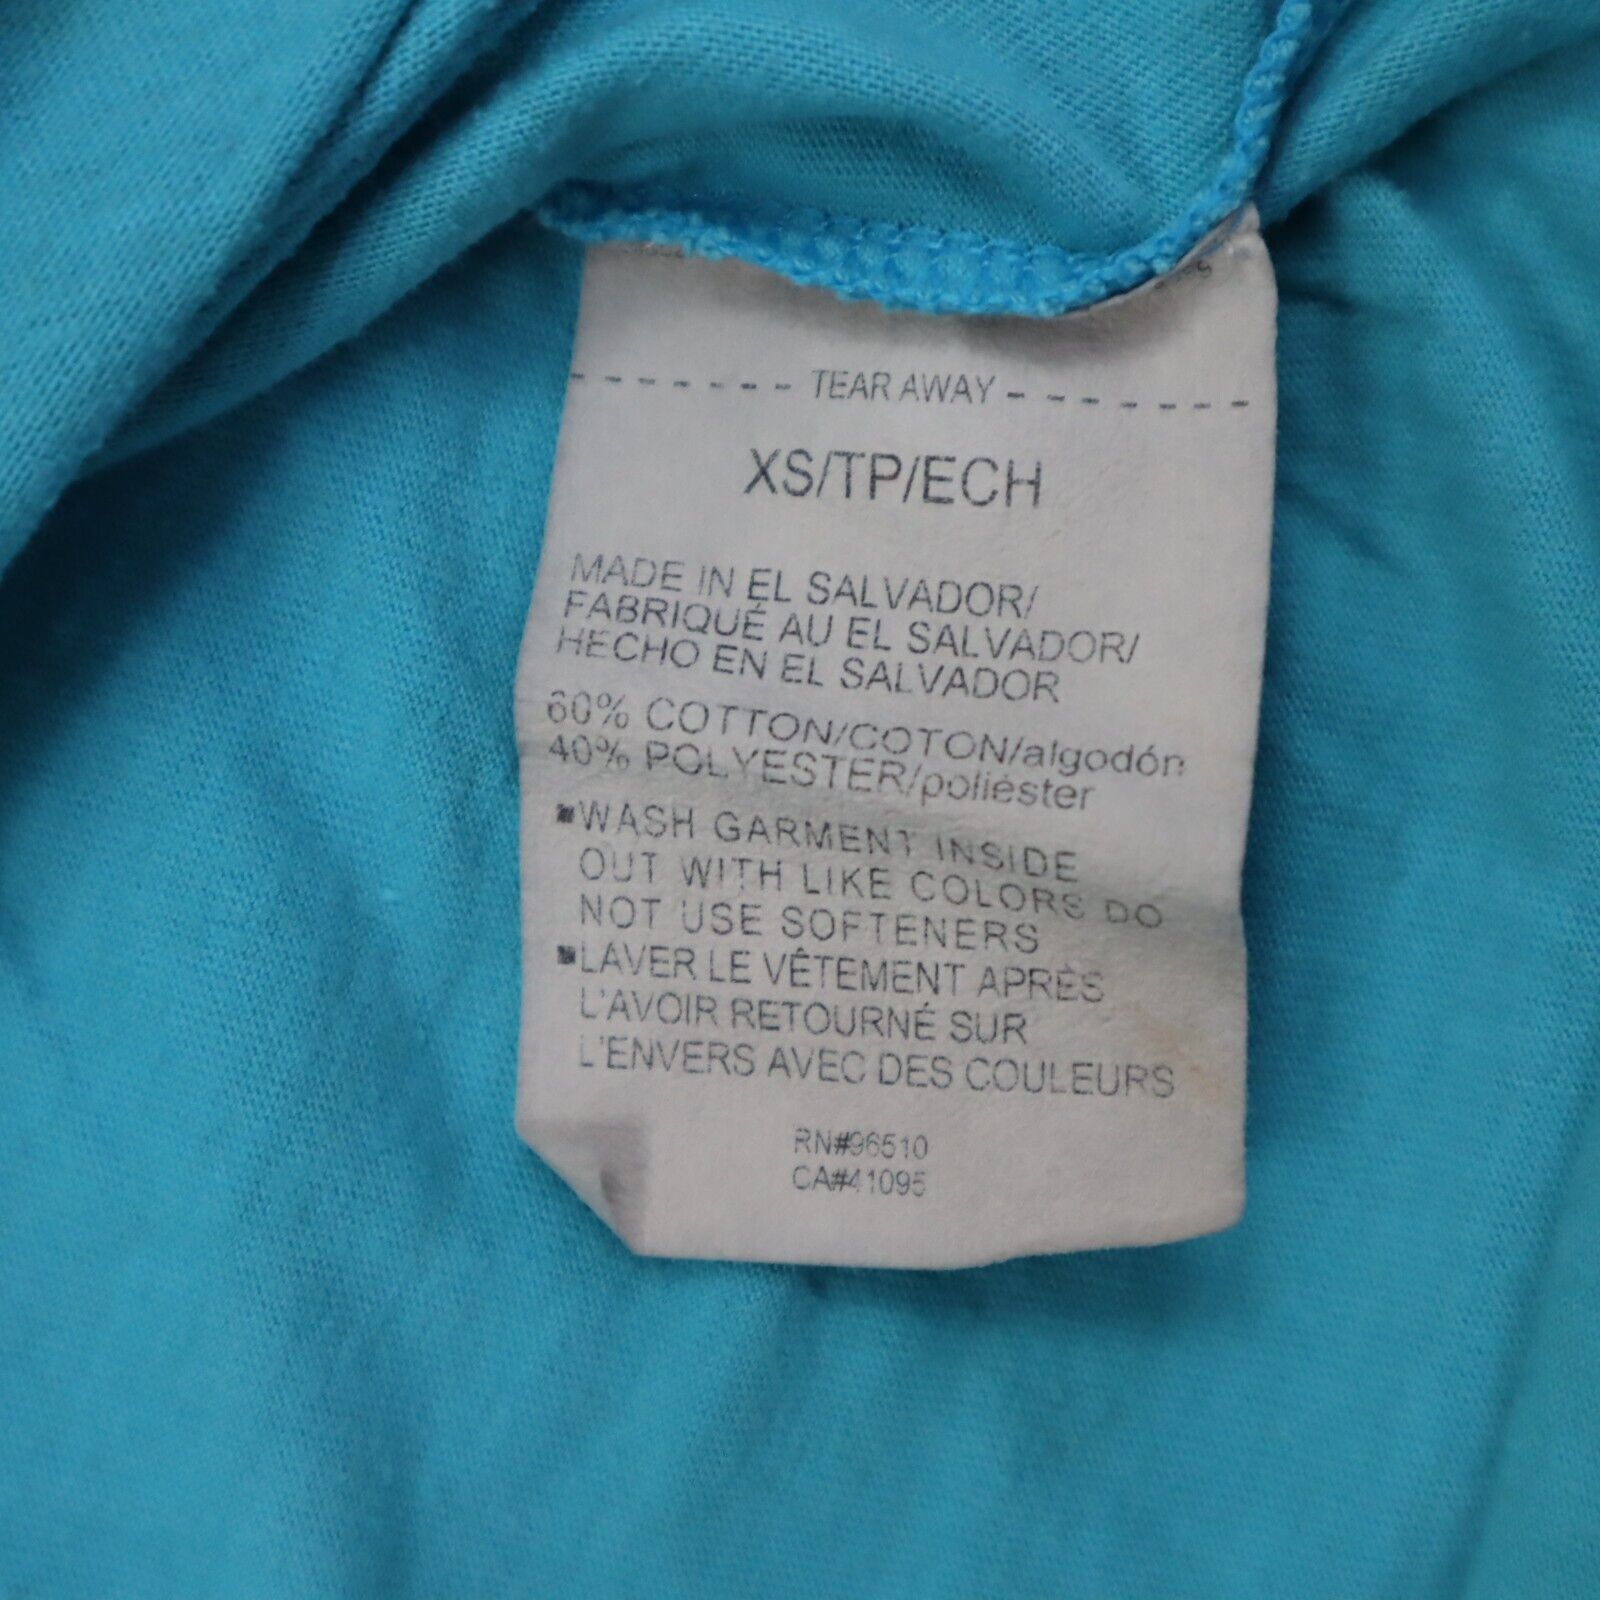 - - - - - - - - TEAR AWAY - - - - - - - -
XS/TP/ECH
MADE IN EL SALVADOR/
FABRIQUÉ AU EL SALVADOR/
HECHO EN EL SALVADOR
60% COTTON/COTON/algodón
40% POLYESTER/poliéster
▪WASH GARMENT INSIDE
OUT WITH LIKE COLORS DO
NOT USE SOFTENERS
▪LAVER LE VÊTEMENT APRÈS
L'AVOIR RETOURNÉ SUR
L'ENVERS AVEC DES COULEURS
RN#96510
CA#41095